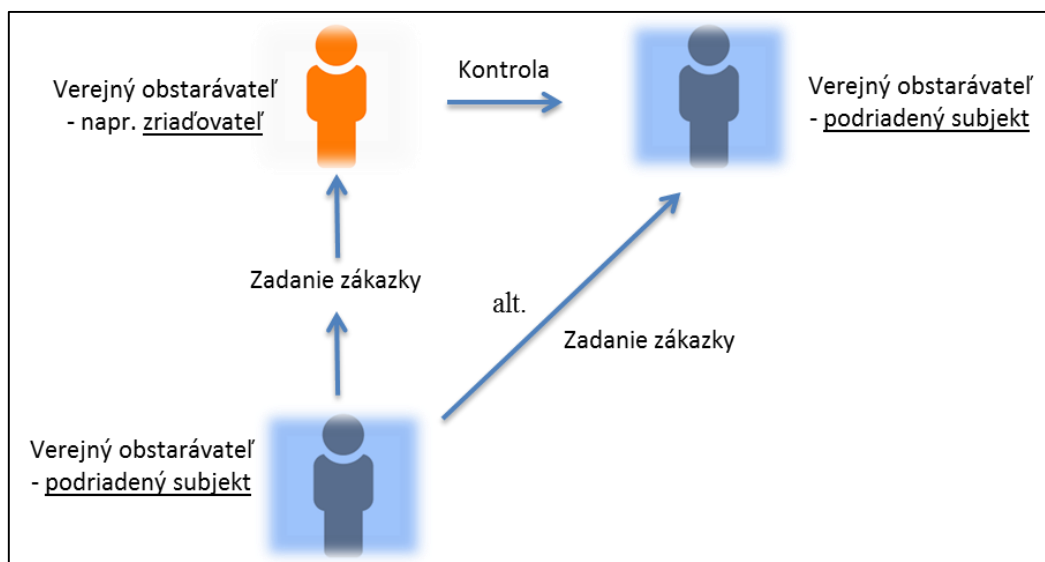 Verejný obstarávateľ
- napr. zriaďovateľ
Kontrola
Verejný obstarávateľ
- podriadený subjekt
Zadanie zákazky
alt.
Zadanie zákazky
Verejný obstarávateľ
- podriadený subjekt